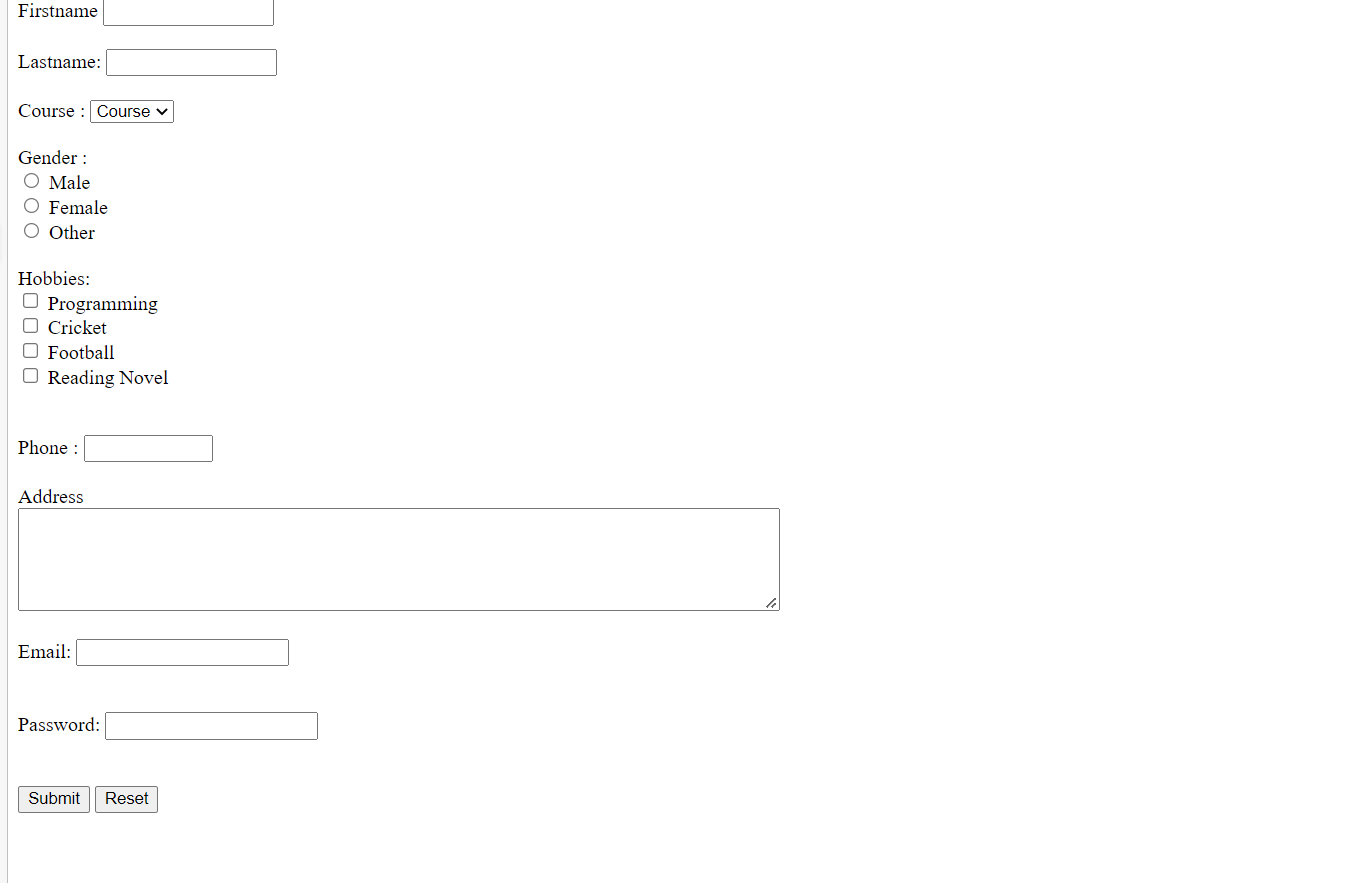 Firstname
Lastname:
Course : Course
Gender :
Male
Female
Other
Hobbies:
Programming
Cricket
Football
Reading Novel
Phone :
Address
Email:
Password:
Submit Reset